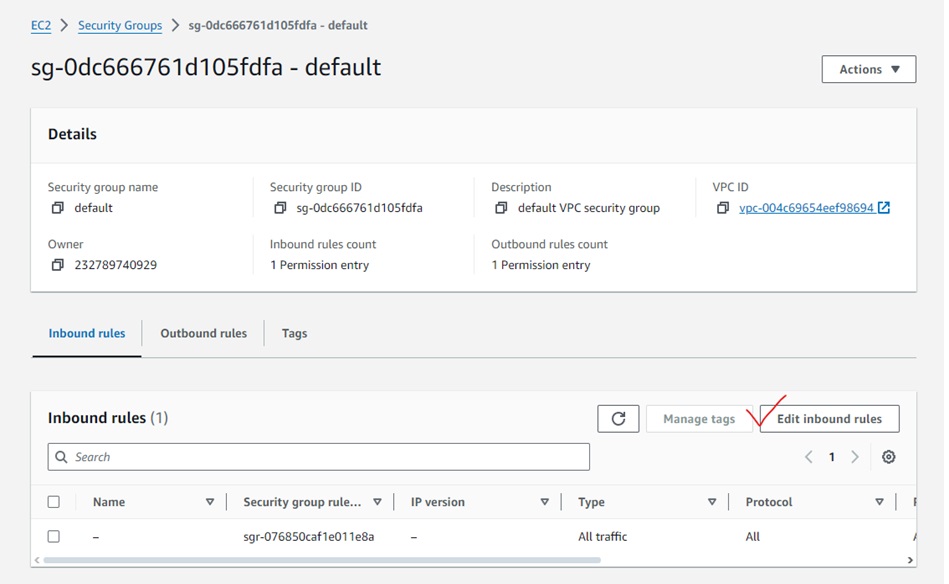 EC2 > Security Groups > sg-0dc666761d105fdfa - default
sg-0dc666761d105fdfa - default
Actions
Details
Security group name
default
Security group ID
sg-0dc666761d105fdfa
Description
default VPC security group
VPC ID
vpc-004c69654eef98694
Owner
232789740929
Inbound rules count
1 Permission entry
Outbound rules count
1 Permission entry
Inbound rules
Outbound rules
Tags
Inbound rules (1)
Manage tags
Edit inbound rules
Search
1
Name
Security group rule...
IP version
Type
Protocol
–
sgr-076850caf1e011e8a
–
All traffic
All